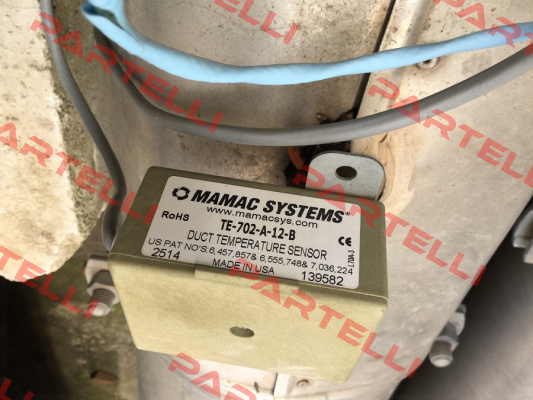 MAMAC SYSTEMS®
www.mamacsys.com
RoHS
TE-702-A-12-B
CE
DUCT TEMPERATURE SENSOR
US PAT NO'S: 6,457,857& 6,555,748& 7,036,224
2514
MADE IN USA
139582
PARTELLI
PARTELLI
PARTELLI
PARTELLI
PARTELLI
PARTELLI